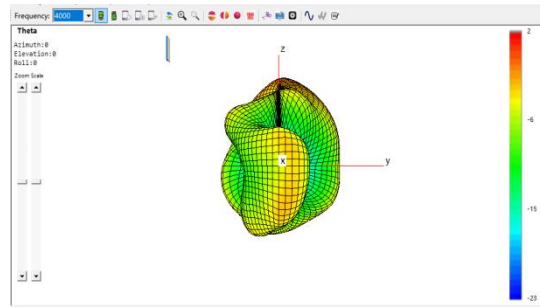 Frequency: 4000
Theta
Azimuth:0
Elevation:0
Roll:0
Zoom Scale
z
x
y
2
-6
-15
-23